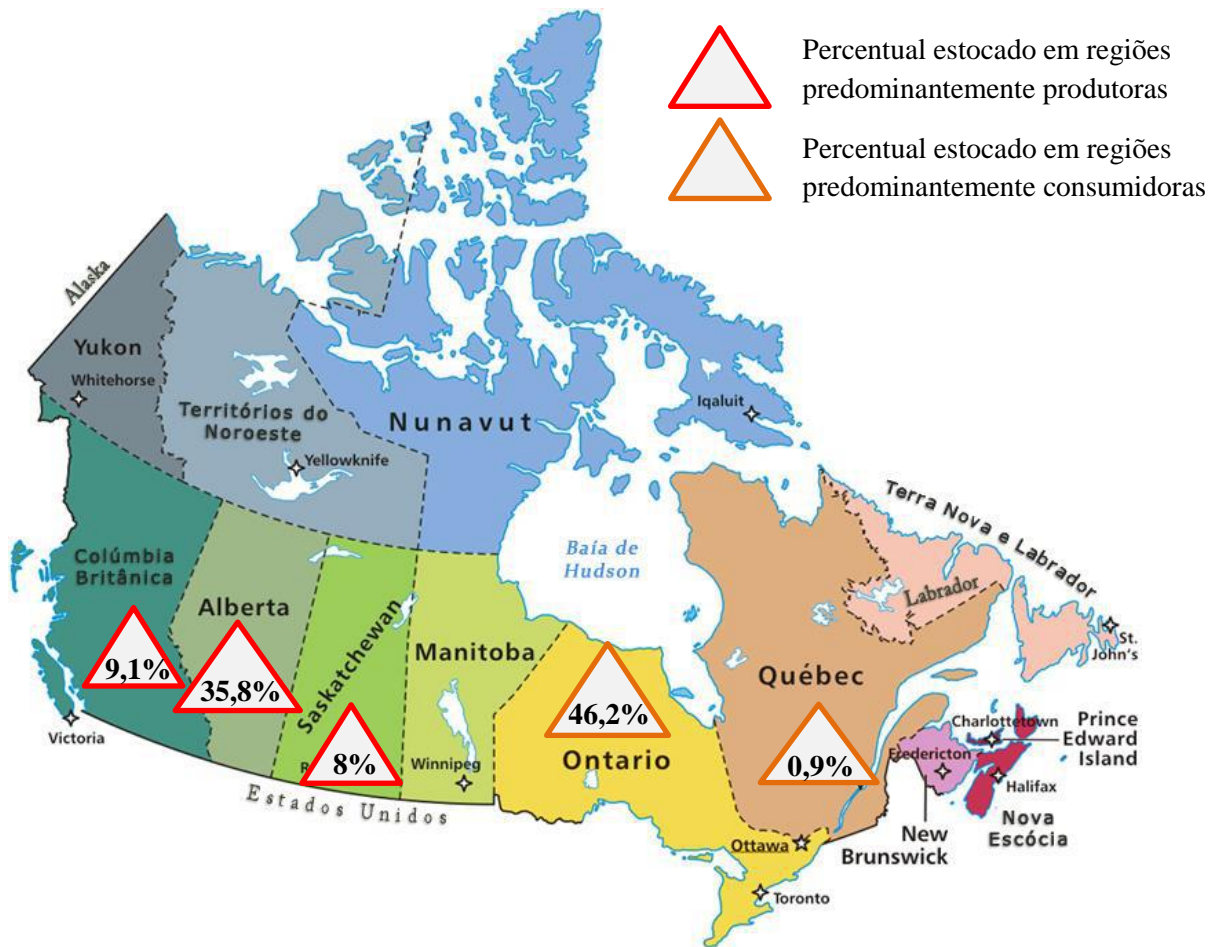 Percentual estocado em regiões
predominantemente produtoras
Percentual estocado em regiões
predominantemente consumidoras
Alaska
Yukon
Whitehorse
Territórios do
Noroeste
Yellowknife
Nunavut
Iqaluit
Baía de
Hudson
Terra Nova e Labrador
Labrador
St.
John's
Colúmbia
Britânica
9,1%
Victoria
Alberta
35,8%
Saskatchewan
8%
Manitoba
Winnipeg
46,2%
Ontario
Québec
0,9%
Estados Unidos
Ottawa
Toronto
Charlottetown
Prince
Edward
Island
Fredericton
Halifax
Nova
Escócia
New
Brunswick